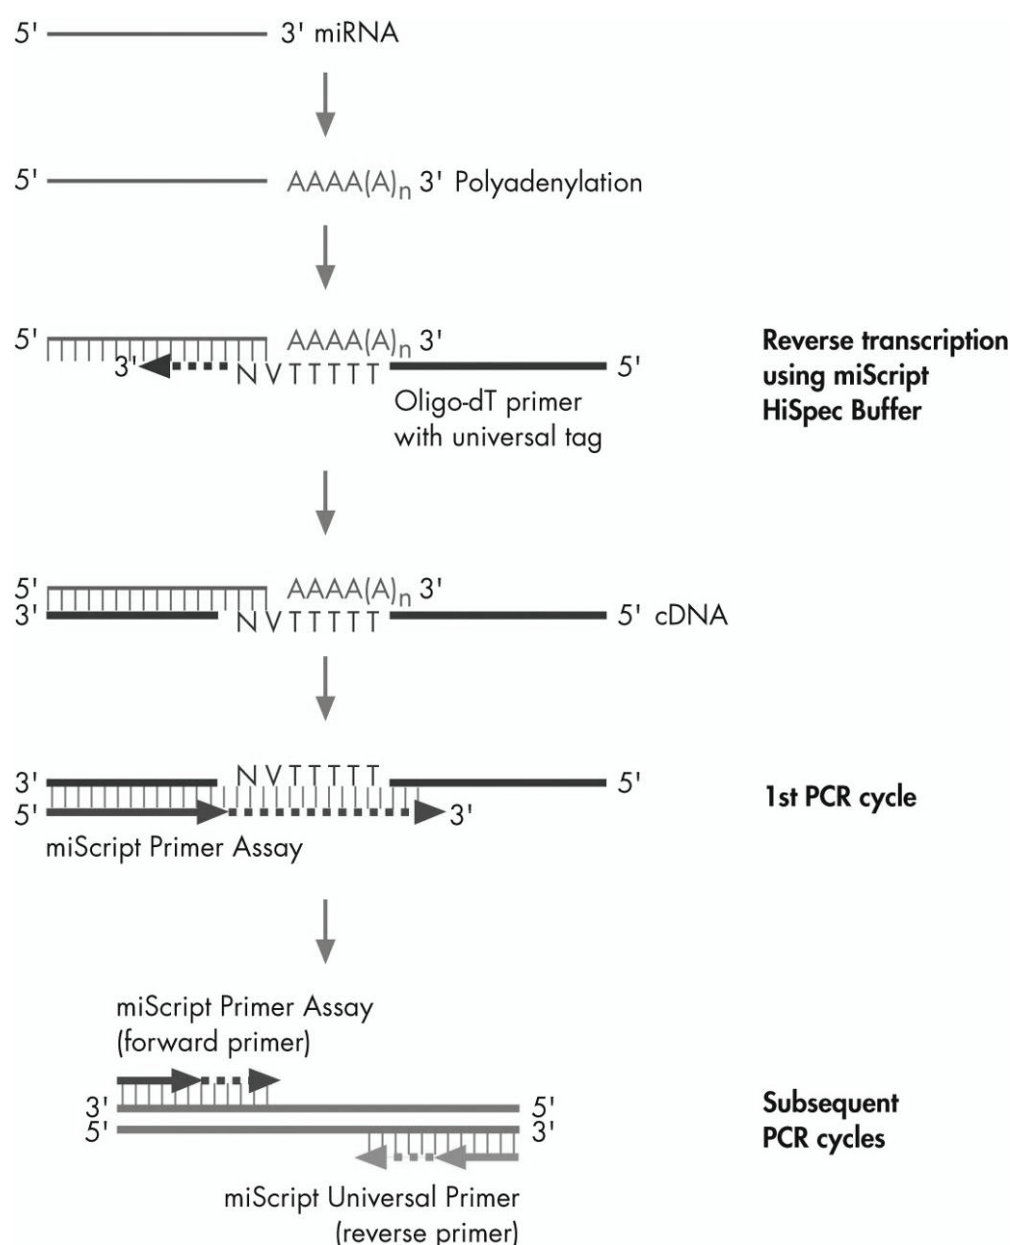 5' 3' miRNA
5' AAAA(A)n 3' Polyadenylation
5' AAAA(A)n 3'
3' N V T T T T T 5'
Oligo-dT primer
with universal tag
Reverse transcription
using miScript
HiSpec Buffer
5' AAAA(A)n 3'
3' N V T T T T T 5' cDNA
3' N V T T T T T 5'
5' 3'
miScript Primer Assay
1st PCR cycle
miScript Primer Assay
(forward primer)
3' 5'
5' 3'
miScript Universal Primer
(reverse primer)
Subsequent
PCR cycles